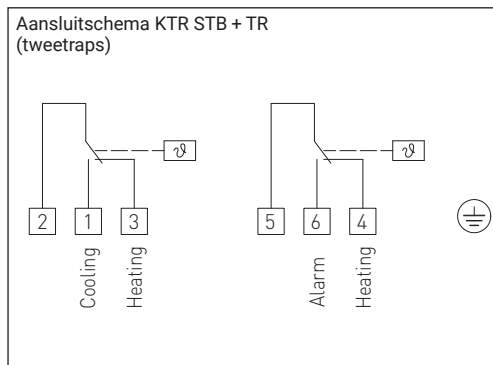 Aansluitschema KTR STB + TR
(tweetraps)
ϑ
ϑ
2
1
3
5
6
4
Cooling
Heating
Alarm
Heating